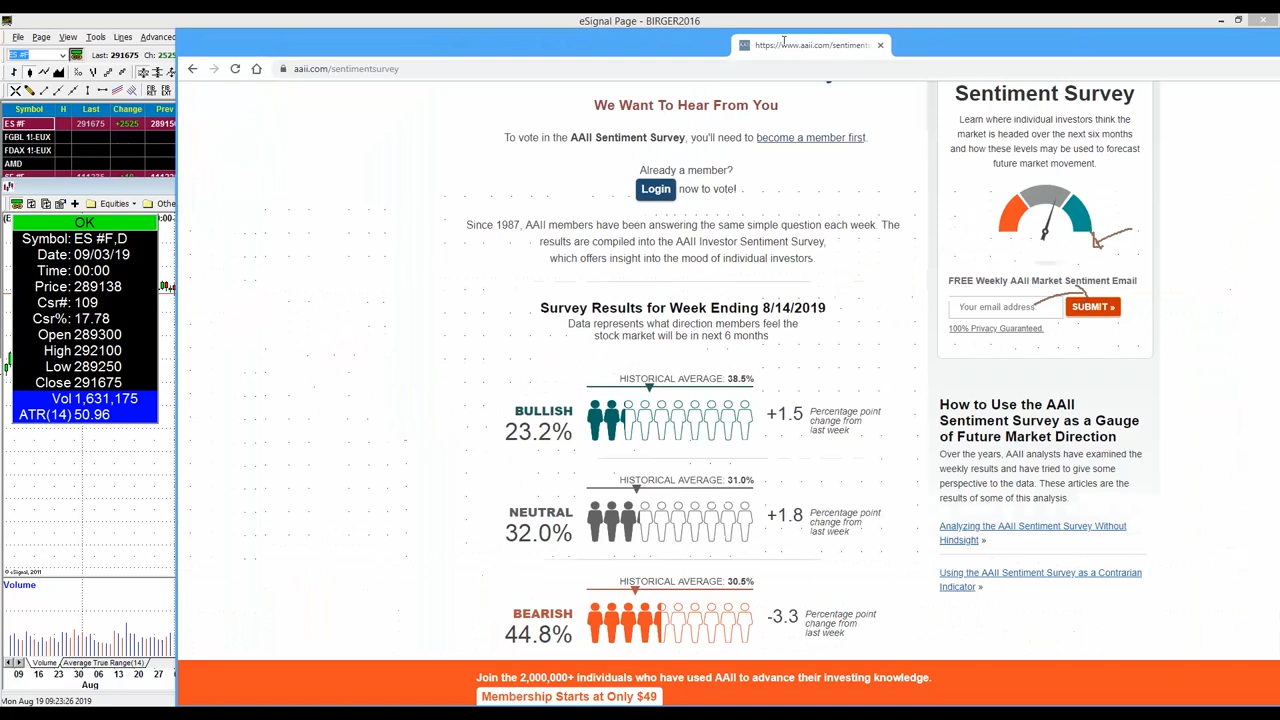 eSignal Page - BIRGER2016
File Page View Tools Lines Advanced
ES #F Last: 291675 Ch: 2525
Symbol H Last Change Prev
ES #F 291675 +2525 289150
FGBL 1!-EUX
FDAX 1!-EUX
AMD
Equities Othe
OK
Symbol: ES #F,D
Date: 09/03/19
Time: 00:00
Price: 289138
Csr#: 109
Csr%: 17.78
Open 289300
High 292100
Low 289250
Close 291675
Vol 1,631,175
ATR(14) 50.96
© eSignal, 2011
Volume
Volume Average True Range(14)
09 16 23 30 06 13 20 27
Aug
Mon Aug 19 09:23:26 2019
https://www.aaii.com/sentiments
aaii.com/sentimentsurvey
We Want To Hear From You
To vote in the AAII Sentiment Survey, you'll need to become a member first.
Already a member?
Login now to vote!
Since 1987, AAII members have been answering the same simple question each week. The
results are compiled into the AAII Investor Sentiment Survey,
which offers insight into the mood of individual investors.
Survey Results for Week Ending 8/14/2019
Data represents what direction members feel the
stock market will be in next 6 months
HISTORICAL AVERAGE: 38.5%
BULLISH
23.2%
+1.5 Percentage point
change from
last week
HISTORICAL AVERAGE: 31.0%
NEUTRAL
32.0%
+1.8 Percentage point
change from
last week
HISTORICAL AVERAGE: 30.5%
BEARISH
44.8%
-3.3 Percentage point
change from
last week
Sentiment Survey
Learn where individual investors think the
market is headed over the next six months
and how these levels may be used to forecast
future market movement.
FREE Weekly AAII Market Sentiment Email
Your email address
SUBMIT »
100% Privacy Guaranteed.
How to Use the AAII
Sentiment Survey as a Gauge
of Future Market Direction
Over the years, AAII analysts have examined the
weekly results and have tried to give some
perspective to the data. These articles are the
results of some of this analysis.
Analyzing the AAII Sentiment Survey Without
Hindsight »
Using the AAII Sentiment Survey as a Contrarian
Indicator »
Join the 2,000,000+ individuals who have used AAII to advance their investing knowledge.
Membership Starts at Only $49